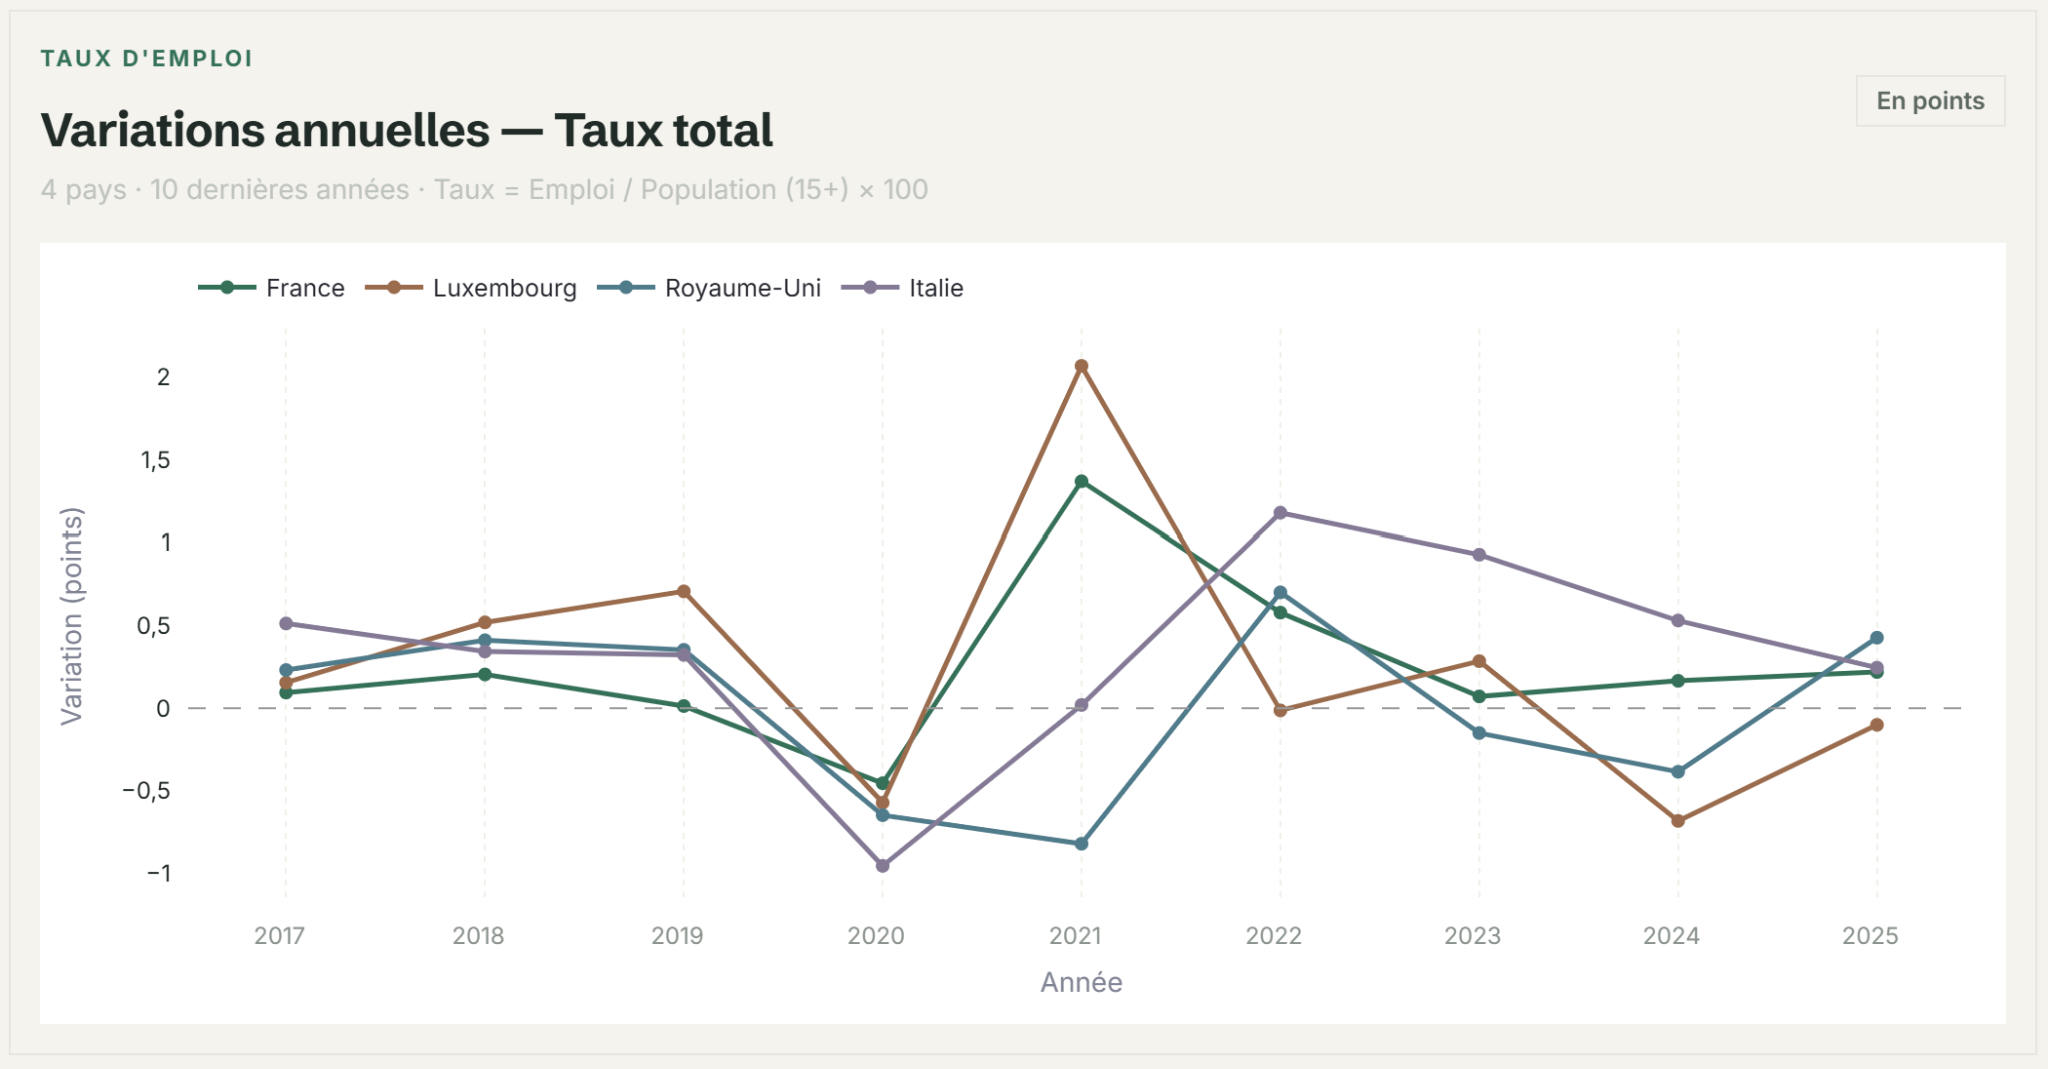 TAUX D'EMPLOI
En points
Variations annuelles — Taux total
4 pays · 10 dernières années · Taux = Emploi / Population (15+) × 100
France Luxembourg Royaume-Uni Italie
2
1,5
1
0,5
0
−0,5
−1
Variation (points)
2017 2018 2019 2020 2021 2022 2023 2024 2025
Année